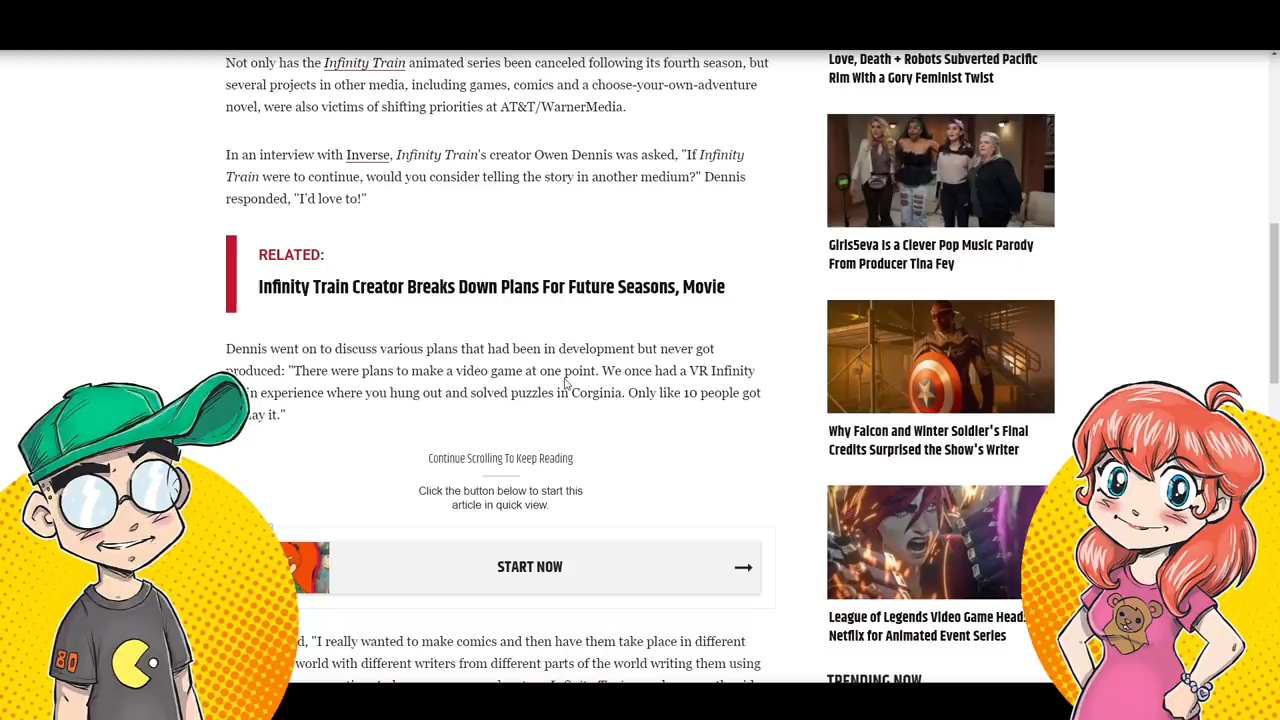 Not only has the Infinity Train animated series been canceled following its fourth season, but
several projects in other media, including games, comics and a choose-your-own-adventure
novel, were also victims of shifting priorities at AT&T/WarnerMedia.
In an interview with Inverse, Infinity Train's creator Owen Dennis was asked, "If Infinity
Train were to continue, would you consider telling the story in another medium?" Dennis
responded, "I'd love to!"
RELATED:
Infinity Train Creator Breaks Down Plans For Future Seasons, Movie
Dennis went on to discuss various plans that had been in development but never got
produced: "There were plans to make a video game at one point. We once had a VR Infinity
experience where you hung out and solved puzzles in Corginia. Only like 10 people got
it."
Continue Scrolling To Keep Reading
Click the button below to start this
article in quick view.
START NOW
"I really wanted to make comics and then have them take place in different
world with different writers from different parts of the world writing them using
Love, Death + Robots Subverted Pacific
Rim With a Gory Feminist Twist
Girls5eva Is a Clever Pop Music Parody
From Producer Tina Fey
Why Falcon and Winter Soldier's Final
Credits Surprised the Show's Writer
League of Legends Video Game Head
Netflix for Animated Event Series
TRENDING NOW
80